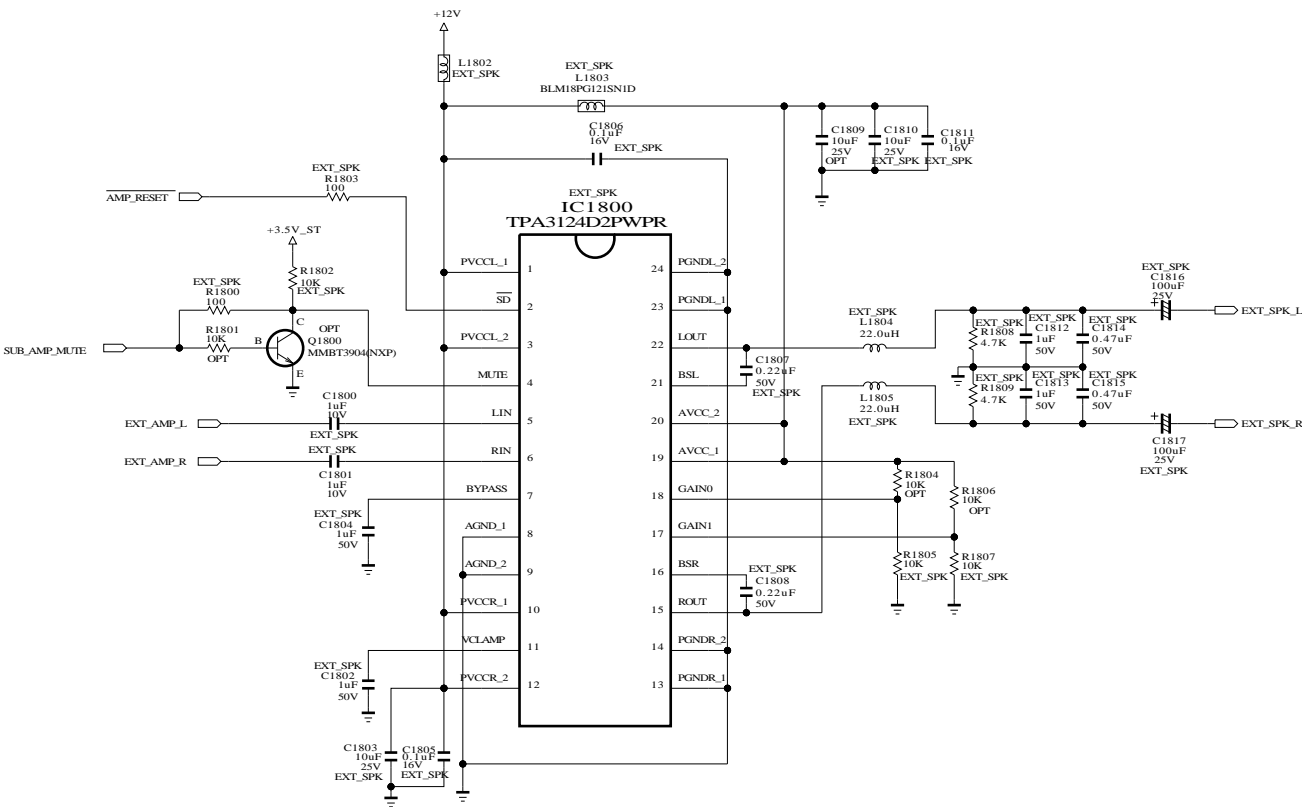 +12V
L1802
EXT_SPK
EXT_SPK
L1803
BLM18PG121SN1D
C1806
0.1uF
16V
EXT_SPK
C1809
10uF
25V
OPT
C1810
10uF
25V
EXT_SPK
C1811
0.1uF
16V
EXT_SPK
AMP_RESET
EXT_SPK
R1803
100
EXT_SPK
IC1800
TPA3124D2PWPR
+3.5V_ST
R1802
10K
EXT_SPK
EXT_SPK
R1800
100
R1801
10K
OPT
SUB_AMP_MUTE
B
C
E
OPT
Q1800
MMBT3904(NXP)
EXT_AMP_L
C1800
1uF
10V
EXT_SPK
EXT_AMP_R
EXT_SPK
C1801
1uF
10V
EXT_SPK
C1804
1uF
50V
EXT_SPK
C1802
1uF
50V
C1803
10uF
25V
EXT_SPK
C1805
0.1uF
16V
EXT_SPK
PVCCL_1
1
SD
2
PVCCL_2
3
MUTE
4
LIN
5
RIN
6
BYPASS
7
AGND_1
8
AGND_2
9
PVCCR_1
10
VCLAMP
11
PVCCR_2
12
24
PGNDL_2
23
PGNDL_1
22
LOUT
21
BSL
20
AVCC_2
19
AVCC_1
18
GAIN0
17
GAIN1
16
BSR
15
ROUT
14
PGNDR_2
13
PGNDR_1
C1807
0.22uF
50V
EXT_SPK
EXT_SPK
C1808
0.22uF
50V
EXT_SPK
L1804
22.0uH
L1805
22.0uH
EXT_SPK
EXT_SPK
R1808
4.7K
EXT_SPK
C1812
1uF
50V
EXT_SPK
C1814
0.47uF
50V
EXT_SPK
R1809
4.7K
EXT_SPK
C1813
1uF
50V
EXT_SPK
C1815
0.47uF
50V
EXT_SPK
C1816
100uF
25V
+
EXT_SPK_L
+
C1817
100uF
25V
EXT_SPK
EXT_SPK_R
R1804
10K
OPT
R1806
10K
OPT
R1805
10K
EXT_SPK
R1807
10K
EXT_SPK